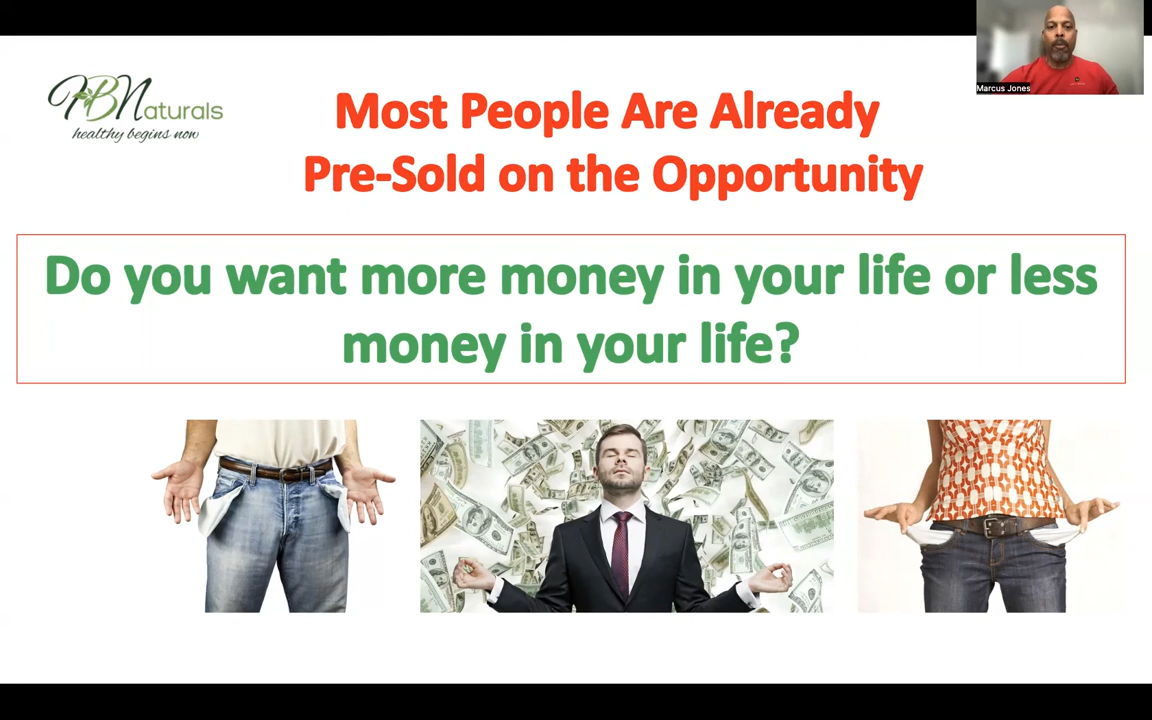 HBNaturals
healthy begins now
Marcus Jones
Most People Are Already
Pre-Sold on the Opportunity
Do you want more money in your life or less
money in your life?